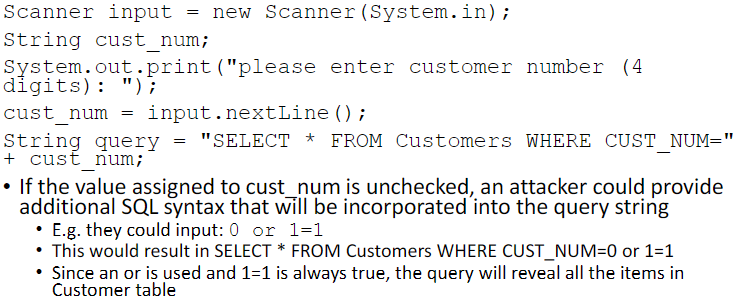 Scanner input = new Scanner(System.in);
String cust_num;
System.out.print("please enter customer number (4
digits): ");
cust_num = input.nextLine();
String query = "SELECT * FROM Customers WHERE CUST_NUM="
+ cust_num;
• If the value assigned to cust_num is unchecked, an attacker could provide
additional SQL syntax that will be incorporated into the query string
• E.g. they could input: 0 or 1=1
• This would result in SELECT * FROM Customers WHERE CUST_NUM=0 or 1=1
• Since an or is used and 1=1 is always true, the query will reveal all the items in
Customer table